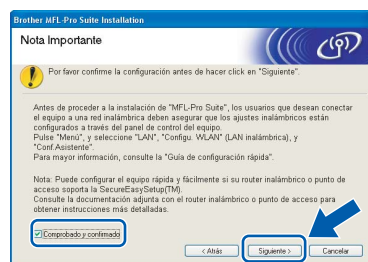 Brother MFL-Pro Suite Installation
Nota Importante
Por favor confirme la configuración antes de hacer click en "Siguiente".
Antes de proceder a la instalación de "MFL-Pro Suite", los usuarios que desean conectar
el equipo a una red inalámbrica deben asegurar que los ajustes inalámbricos están
configurados a través del panel de control del equipo.
Pulse "Menú", y seleccione "LAN", "Configu. WLAN" (LAN inalámbrica), y
"Conf.Asistente".
Para mayor información, consulte la "Guía de configuración rápida".
Nota: Puede configurar el equipo rápida y fácilmente si su router inalámbrico o punto de
acceso soporta la SecureEasySetup(TM).
Consulte la documentación adjunta con el router inalámbrico o punto de acceso para
obtener instrucciones más detalladas.
Comprobado y confirmado
< Atrás
Siguiente >
Cancelar